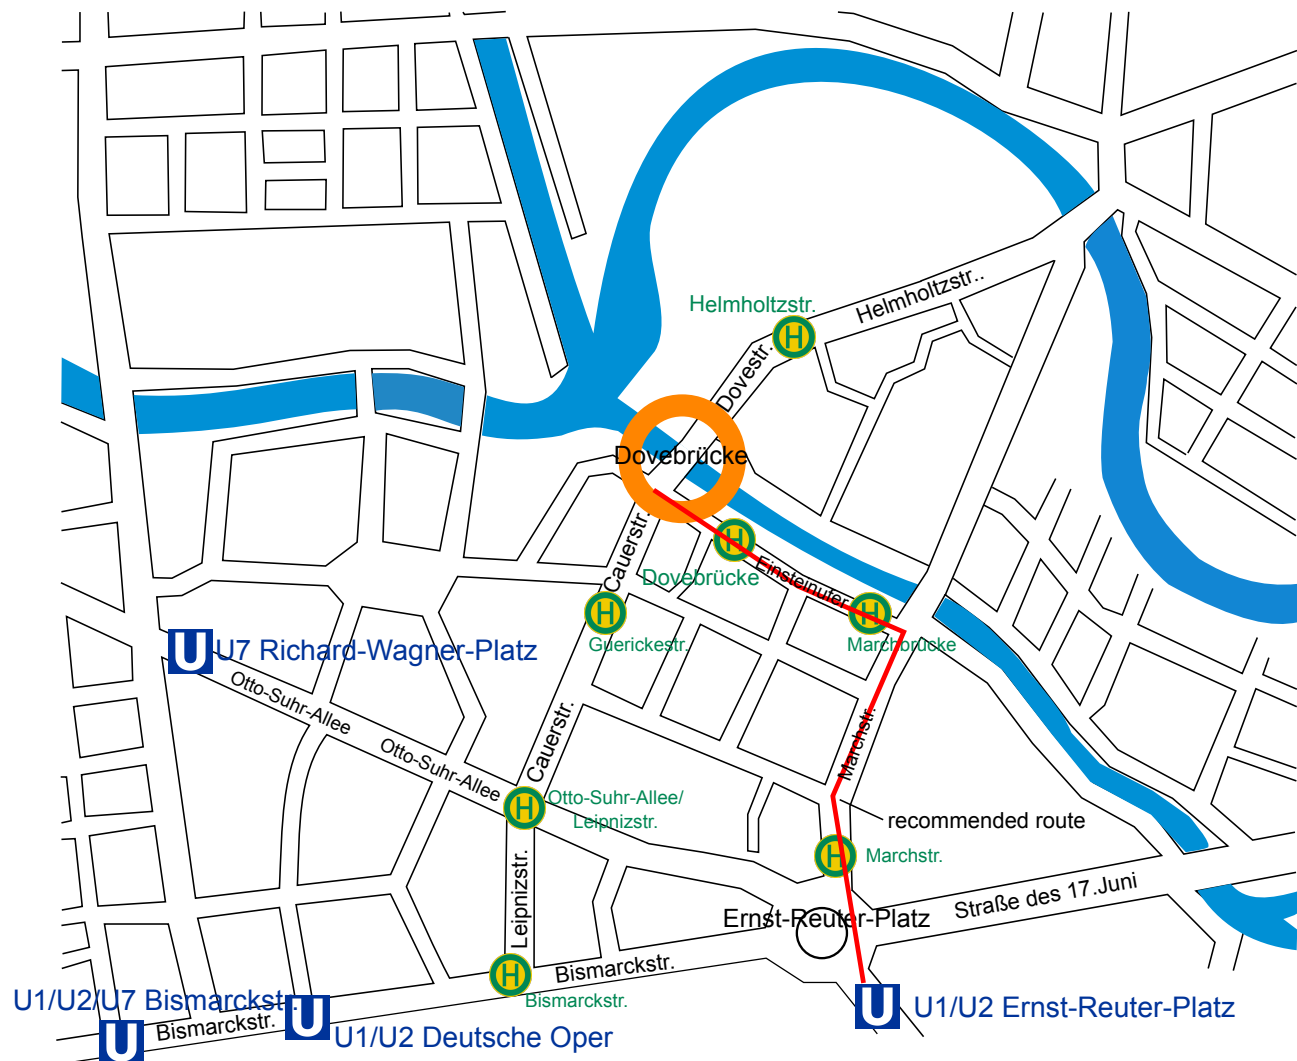 Helmholtzstr.
Helmholtzstr..
Dovestr.
Dovebrücke
H
H
Cauerstr.
Einsteinufer
Dovebrücke
H
H
Guerickestr.
Marchbrücke
U
U7 Richard-Wagner-Platz
Otto-Suhr-Allee
Otto-Suhr-Allee
Cauerstr.
Marchstr.
H
Otto-Suhr-Allee/
Leipnizstr.
recommended route
H
Marchstr.
Leipnizstr.
Straße des 17.Juni
Ernst-Reuter-Platz
H
Bismarckstr.
Bismarckstr.
U1/U2/U7 Bismarckstr.
U
Bismarckstr.
U
U1/U2 Deutsche Oper
U
U1/U2 Ernst-Reuter-Platz